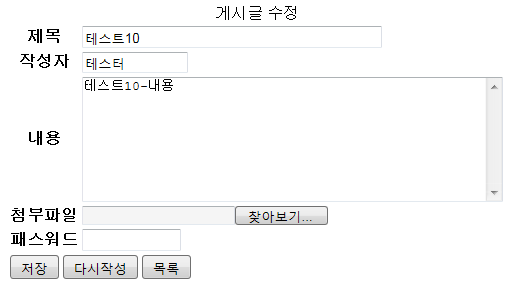 게시글 수정
제목 테스트10
작성자 테스터
내용 테스트10-내용
첨부파일 찾아보기...
패스워드
저장 다시작성 목록